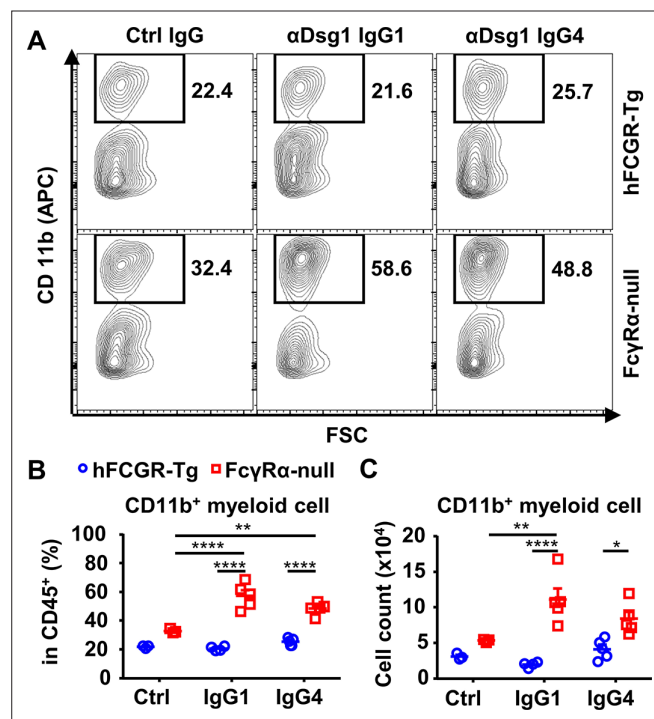 A
Ctrl IgG αDsg1 IgG1 αDsg1 IgG4
22.4 21.6 25.7
hFCGR-Tg
CD 11b (APC)
32.4 58.6 48.8
FcγRα-null
FSC
B hFCGR-Tg FcγRα-null C
CD11b⁺ myeloid cell CD11b⁺ myeloid cell
in CD45⁺ (%)
100
80
60
40
20
0
**
****
**** ****
Ctrl IgG1 IgG4
Cell count (x10⁴)
20
15
10
5
0
**
**** *
Ctrl IgG1 IgG4